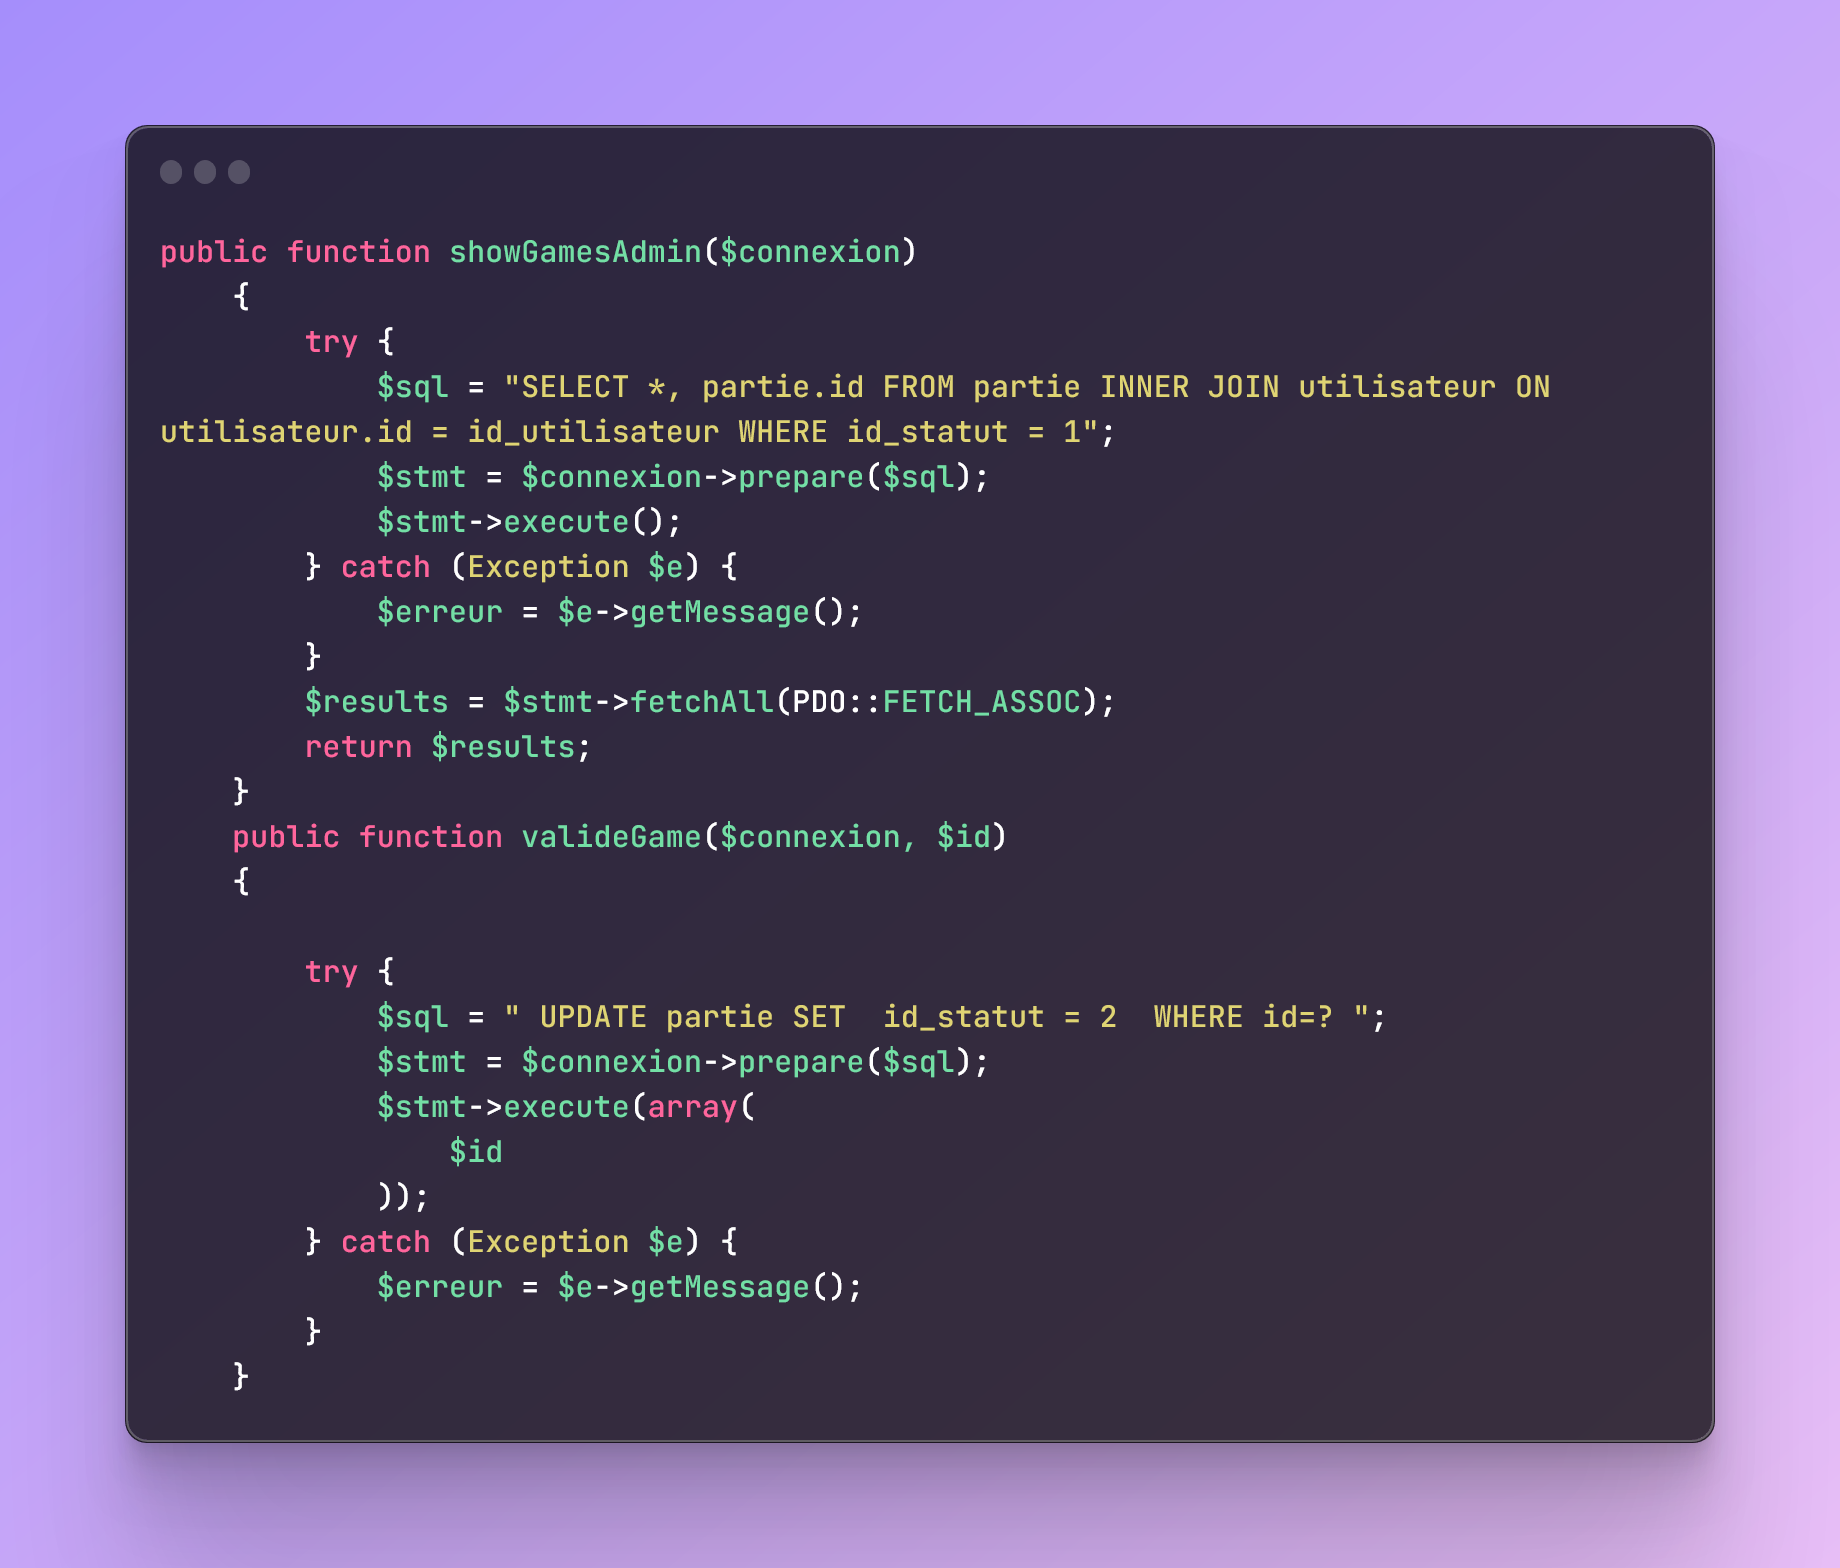 public function showGamesAdmin($connexion)
    {
        try {
            $sql = "SELECT *, partie.id FROM partie INNER JOIN utilisateur ON
utilisateur.id = id_utilisateur WHERE id_statut = 1";
            $stmt = $connexion->prepare($sql);
            $stmt->execute();
        } catch (Exception $e) {
            $erreur = $e->getMessage();
        }
        $results = $stmt->fetchAll(PDO::FETCH_ASSOC);
        return $results;
    }
    public function valideGame($connexion, $id)
    {

        try {
            $sql = " UPDATE partie SET  id_statut = 2  WHERE id=? ";
            $stmt = $connexion->prepare($sql);
            $stmt->execute(array(
                $id
            ));
        } catch (Exception $e) {
            $erreur = $e->getMessage();
        }
    }